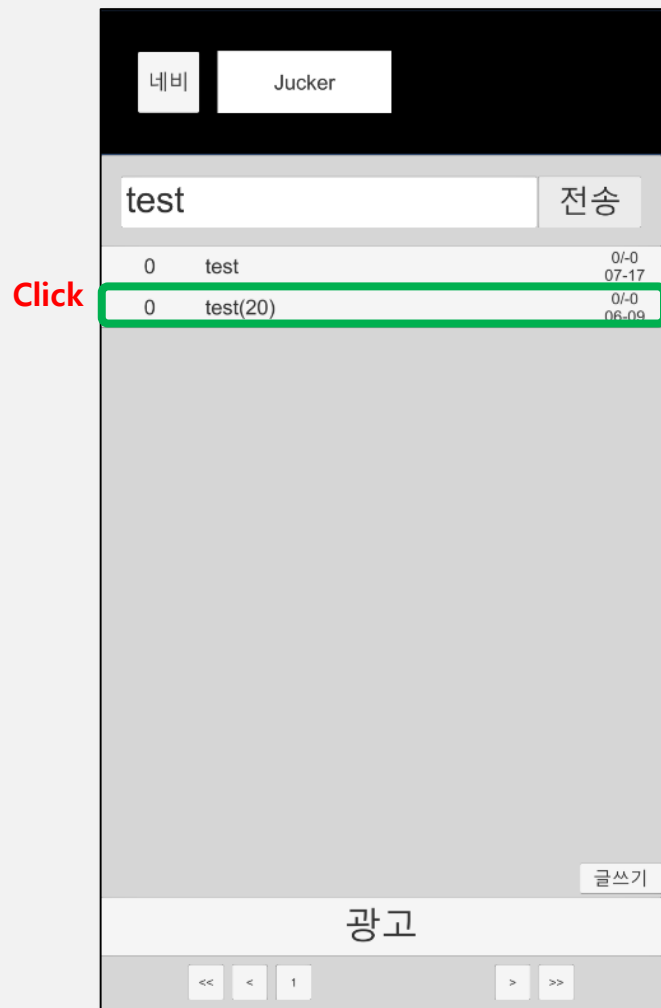 네비 Jucker
test 전송
0 test 0/-0
07-17
Click
0 test(20) 0/-0
06-09
글쓰기
광고
<< < 1 > >>